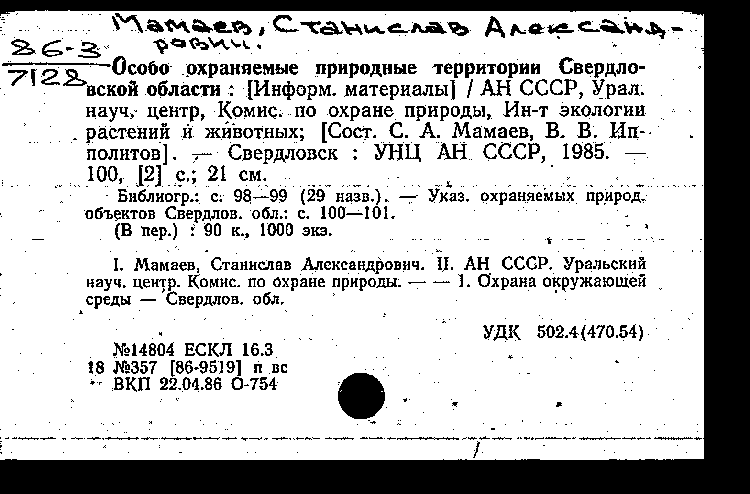 Мамаев, Станислав Александ-
рович.
86-3
7128
Особо охраняемые природные территории Свердло-
вской области : [Информ. материалы] / АН СССР, Урал.
науч. центр, Комис. по охране природы, Ин-т экологии
растений и животных; [Сост. С. А. Мамаев, В. В. Ип-
политов]. — Свердловск : УНЦ АН СССР, 1985. —
100, [2] с.; 21 см.
Библиогр.: с. 98—99 (29 назв.). — Указ. охраняемых природ.
объектов Свердлов. обл.: с. 100—101.
(В пер.) : 90 к., 1000 экз.
I. Мамаев, Станислав Александрович. II. АН СССР. Уральский
науч. центр. Комис. по охране природы. — — 1. Охрана окружающей
среды — Свердлов. обл.
УДК 502.4(470.54)
№14804 ЕСКЛ 16.3
18 №357 [86-9519] п вс
ВКП 22.04.86 О-754